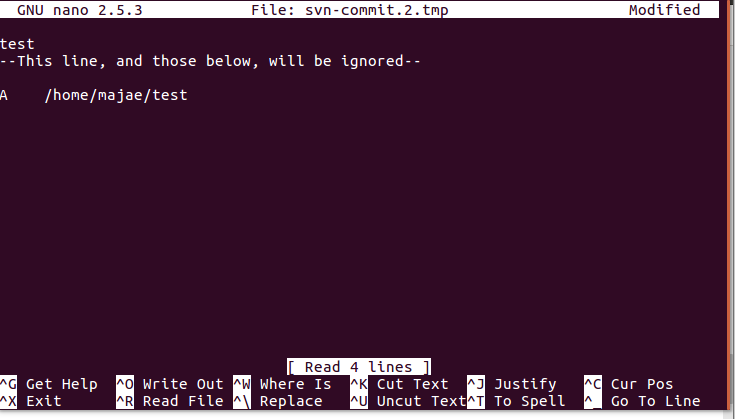 GNU nano 2.5.3 File: svn-commit.2.tmp Modified
test
--This line, and those below, will be ignored--
A /home/majae/test
[ Read 4 lines ]
^G Get Help ^O Write Out ^W Where Is ^K Cut Text ^J Justify ^C Cur Pos
^X Exit ^R Read File ^\ Replace ^U Uncut Text ^T To Spell ^_ Go To Line